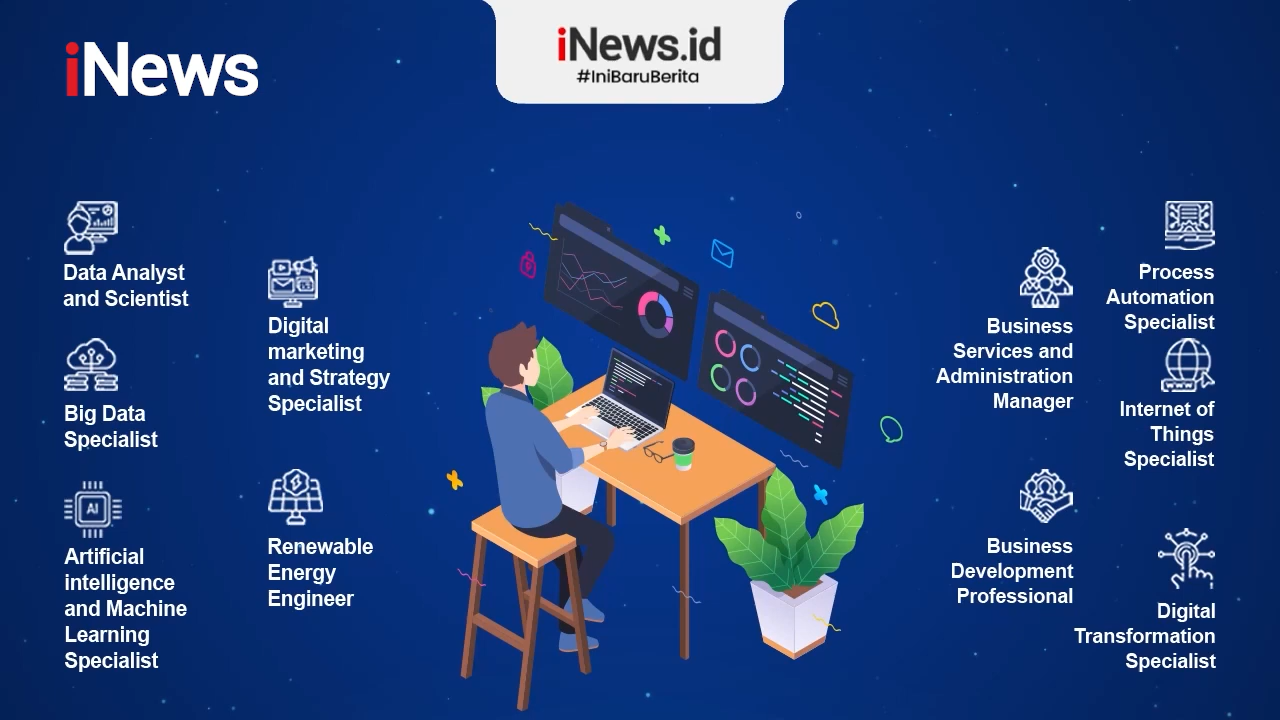 iNews
iNews.id
#IniBaruBerita
Data Analyst
and Scientist
Big Data
Specialist
Artificial
intelligence
and Machine
Learning
Specialist
Digital
marketing
and Strategy
Specialist
Renewable
Energy
Engineer
Business
Services and
Administration
Manager
Business
Development
Professional
Process
Automation
Specialist
Internet of
Things
Specialist
Digital
Transformation
Specialist
AI
WWW